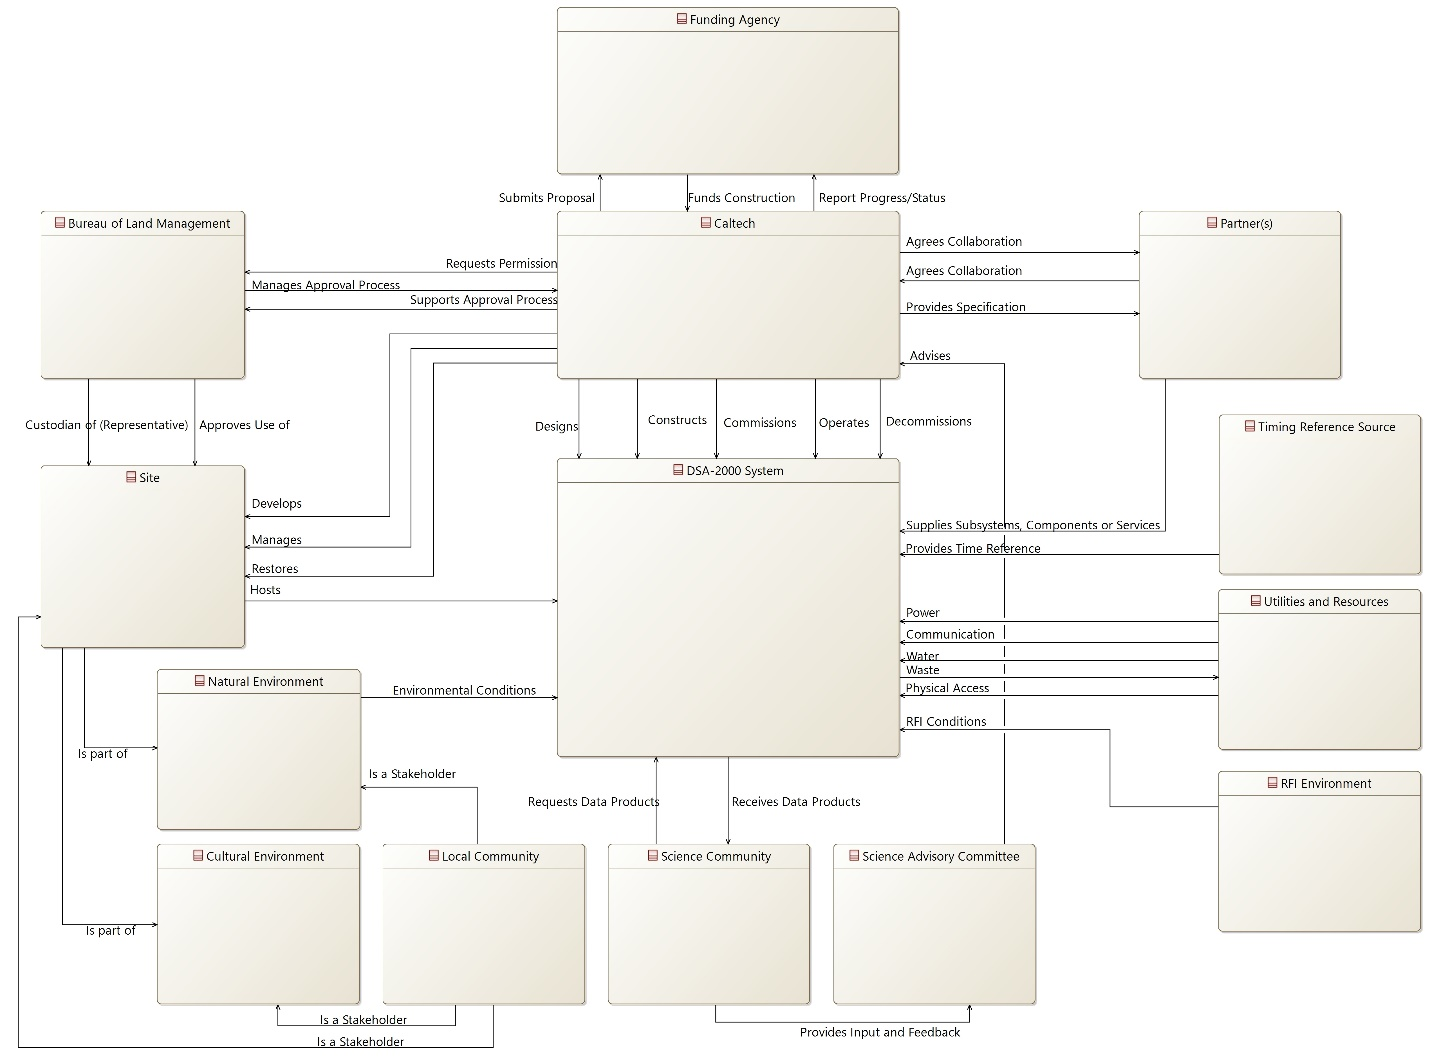 Funding Agency
Submits Proposal
Funds Construction
Report Progress/Status
Bureau of Land Management
Caltech
Partner(s)
Requests Permission
Manages Approval Process
Supports Approval Process
Agrees Collaboration
Agrees Collaboration
Provides Specification
Advises
Custodian of (Representative)
Approves Use of
Designs
Constructs
Commissions
Operates
Decommissions
Timing Reference Source
Site
DSA-2000 System
Develops
Manages
Restores
Hosts
Supplies Subsystems, Components or Services
Provides Time Reference
Utilities and Resources
Power
Communication
Water
Waste
Physical Access
RFI Conditions
Natural Environment
Environmental Conditions
Is part of
Is a Stakeholder
RFI Environment
Requests Data Products
Receives Data Products
Cultural Environment
Local Community
Science Community
Science Advisory Committee
Is part of
Is a Stakeholder
Is a Stakeholder
Provides Input and Feedback